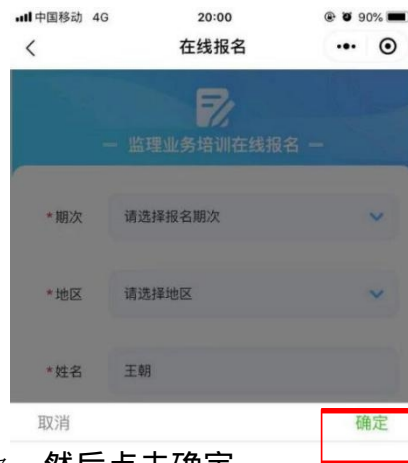 中国移动 4G 20:00 90%
在线报名
监理业务培训在线报名
*期次 请选择报名期次
*地区 请选择地区
*姓名 王朝
取消 确定
然后点击确定